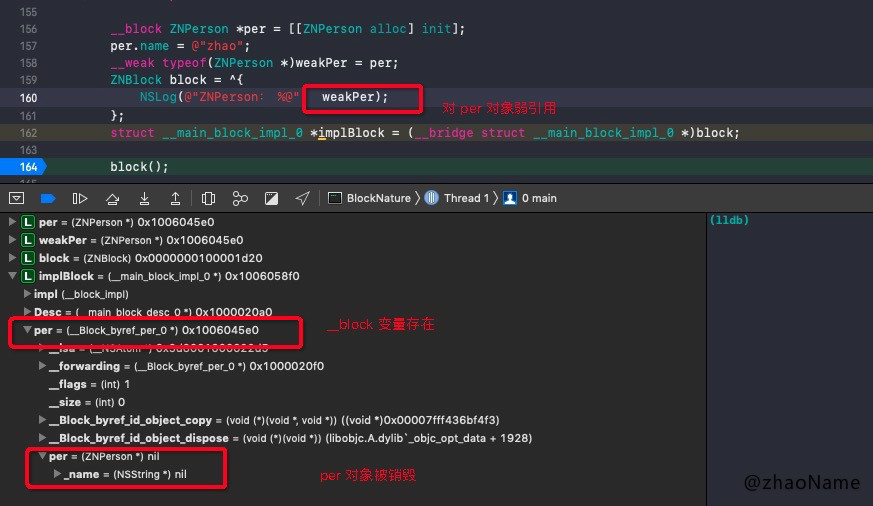 155
156 __block ZNPerson *per = [[ZNPerson alloc] init];
157 per.name = @"zhao";
158 __weak typeof(ZNPerson *)weakPer = per;
159 ZNBlock block = ^{
160 NSLog(@"ZNPerson: %@" weakPer);
对 per 对象弱引用
161 };
162 struct __main_block_impl_0 *implBlock = (__bridge struct __main_block_impl_0 *)block;
163
164 block();
BlockNature Thread 1 0 main
L per = (ZNPerson *) 0x1006045e0
(lldb)
L weakPer = (ZNPerson *) 0x1006045e0
L block = (ZNBlock) 0x0000000100001d20
L implBlock = (__main_block_impl_0 *) 0x1006058f0
impl (__block_impl)
Desc = (__main_block_desc_0 *) 0x1000020a0
per = (__Block_byref_per_0 *) 0x1006045e0
__block 变量存在
__isa = (__NSAtom *) 0x5d8001000022d5
__forwarding = (__Block_byref_per_0 *) 0x1000020f0
__flags = (int) 1
__size = (int) 0
__Block_byref_id_object_copy = (void (*)(void *, void *)) ((void *)0x00007fff436bf4f3)
__Block_byref_id_object_dispose = (void (*)(void *)) (libobjc.A.dylib`_objc_opt_data + 1928)
per = (ZNPerson *) nil
_name = (NSString *) nil
per 对象被销毁
@zhaoName